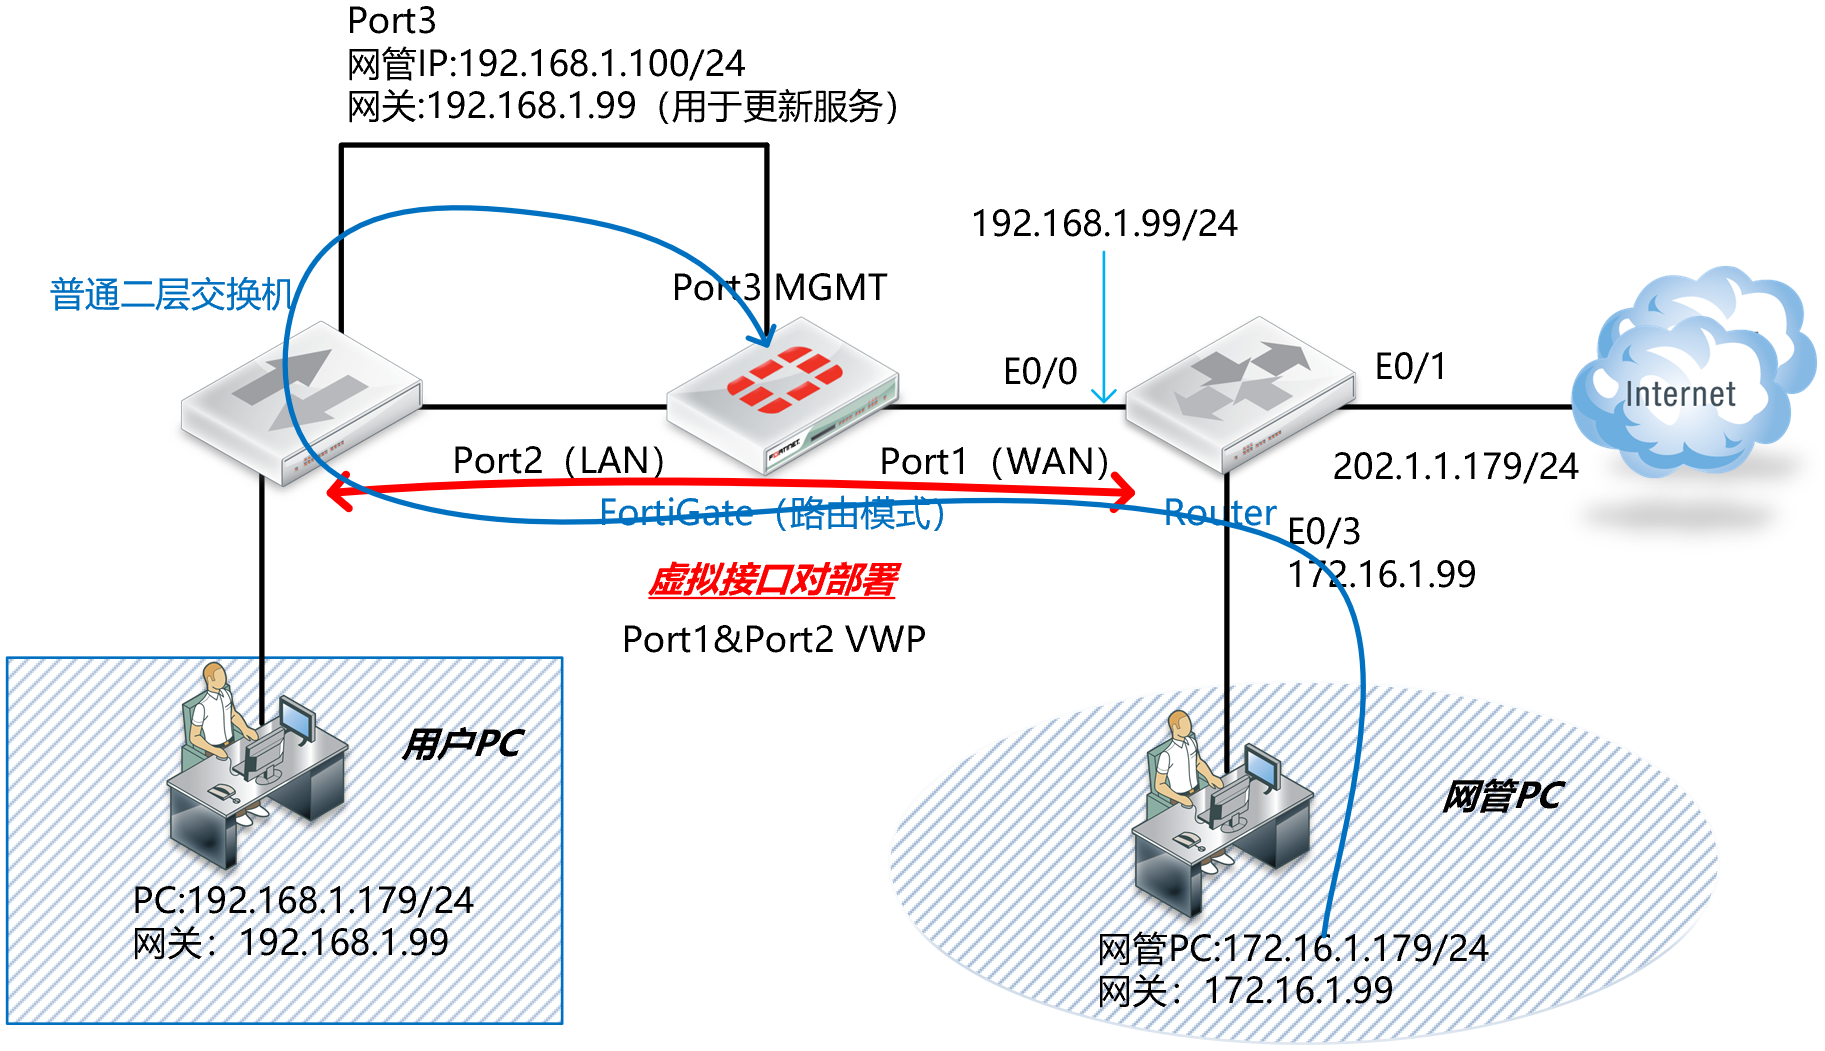 Port3
网管IP:192.168.1.100/24
网关:192.168.1.99（用于更新服务）
192.168.1.99/24
普通二层交换机
Port3 MGMT
E0/0
E0/1
Internet
FORTINET
Port2（LAN）
Port1（WAN）
202.1.1.179/24
FortiGate（路由模式）
Router
E0/3
172.16.1.99
虚拟接口对部署
Port1&Port2 VWP
用户PC
网管PC
PC:192.168.1.179/24
网关：192.168.1.99
网管PC:172.16.1.179/24
网关：172.16.1.99